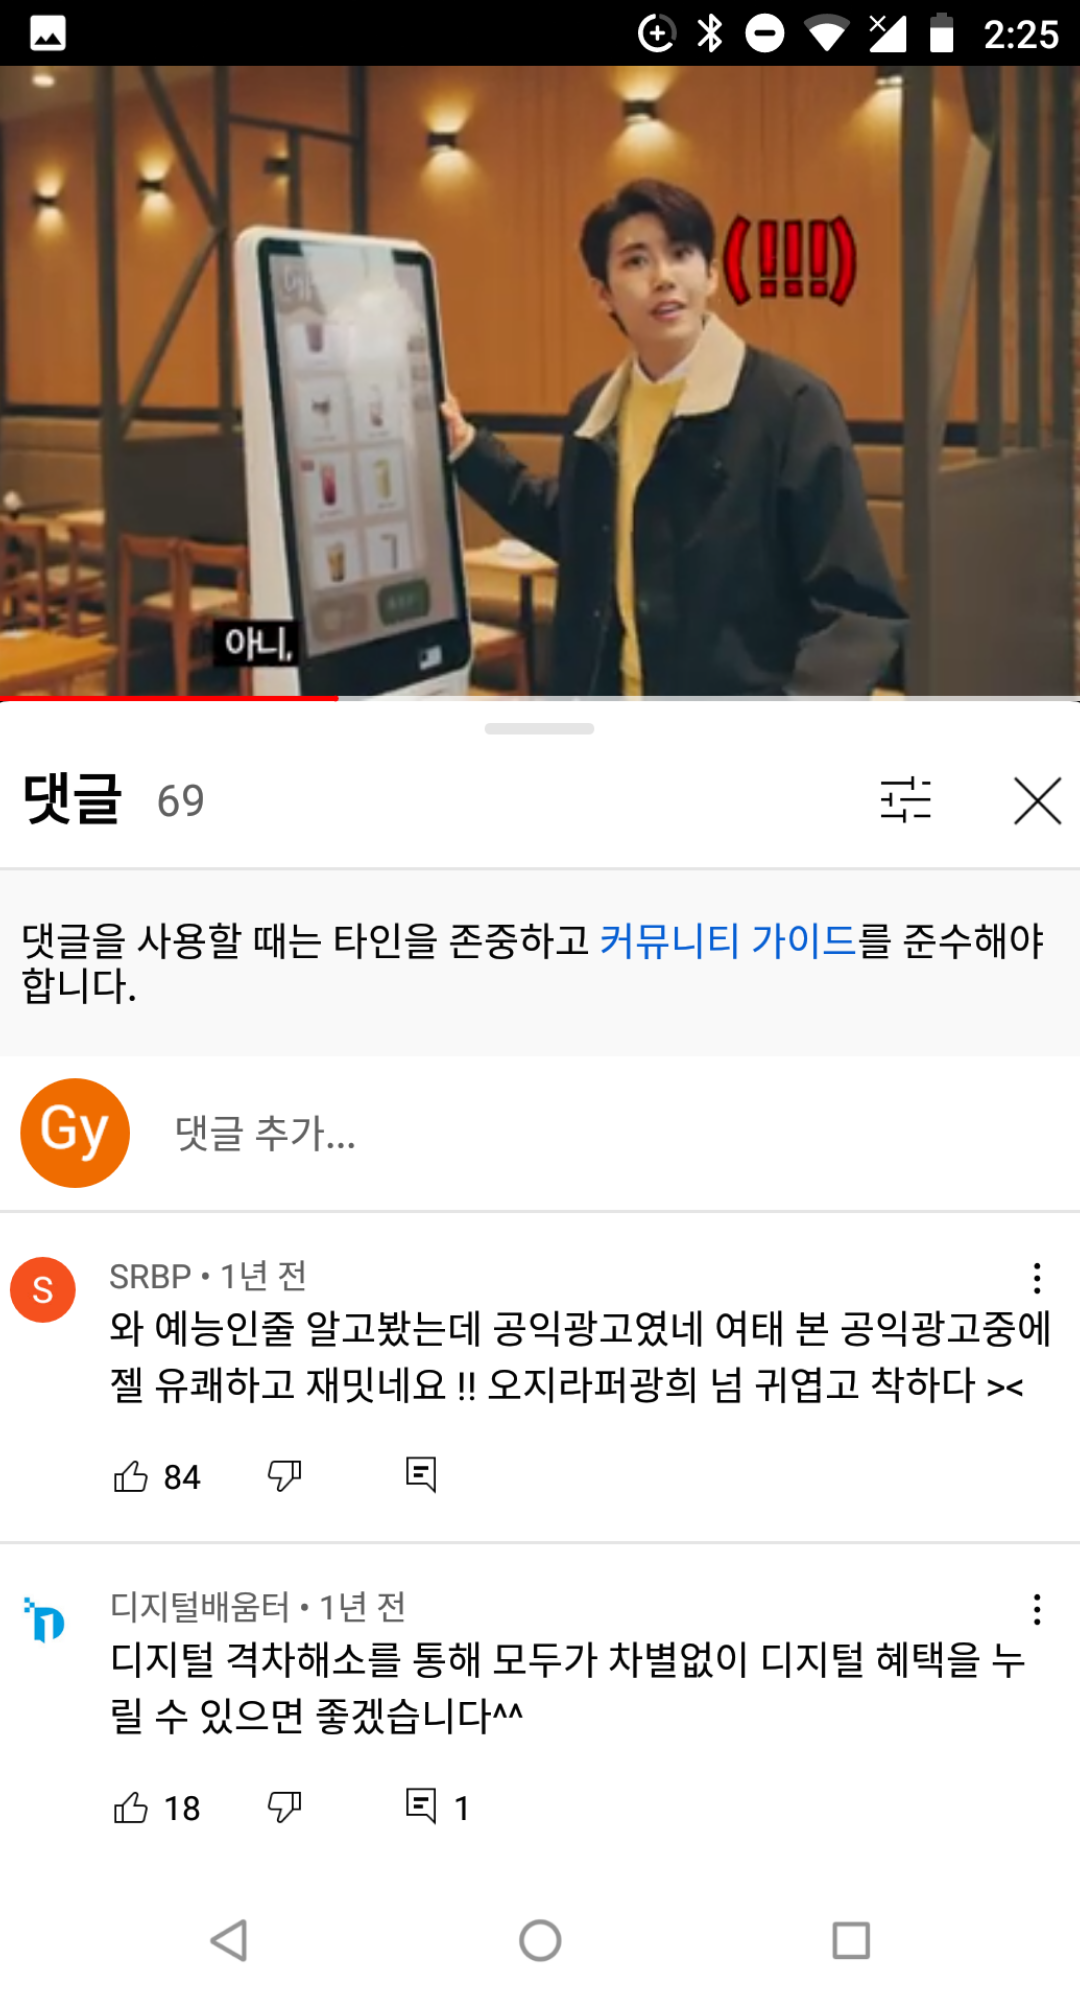 2:25
(!!!)
아니,
댓글 69
댓글을 사용할 때는 타인을 존중하고 커뮤니티 가이드를 준수해야
합니다.
Gy 댓글 추가...
S SRBP • 1년 전
와 예능인줄 알고봤는데 공익광고였네 여태 본 공익광고중에
젤 유쾌하고 재밋네요 !! 오지라퍼광희 넘 귀엽고 착하다 ><
84
디지털배움터 • 1년 전
디지털 격차해소를 통해 모두가 차별없이 디지털 혜택을 누
릴 수 있으면 좋겠습니다^^
18 1